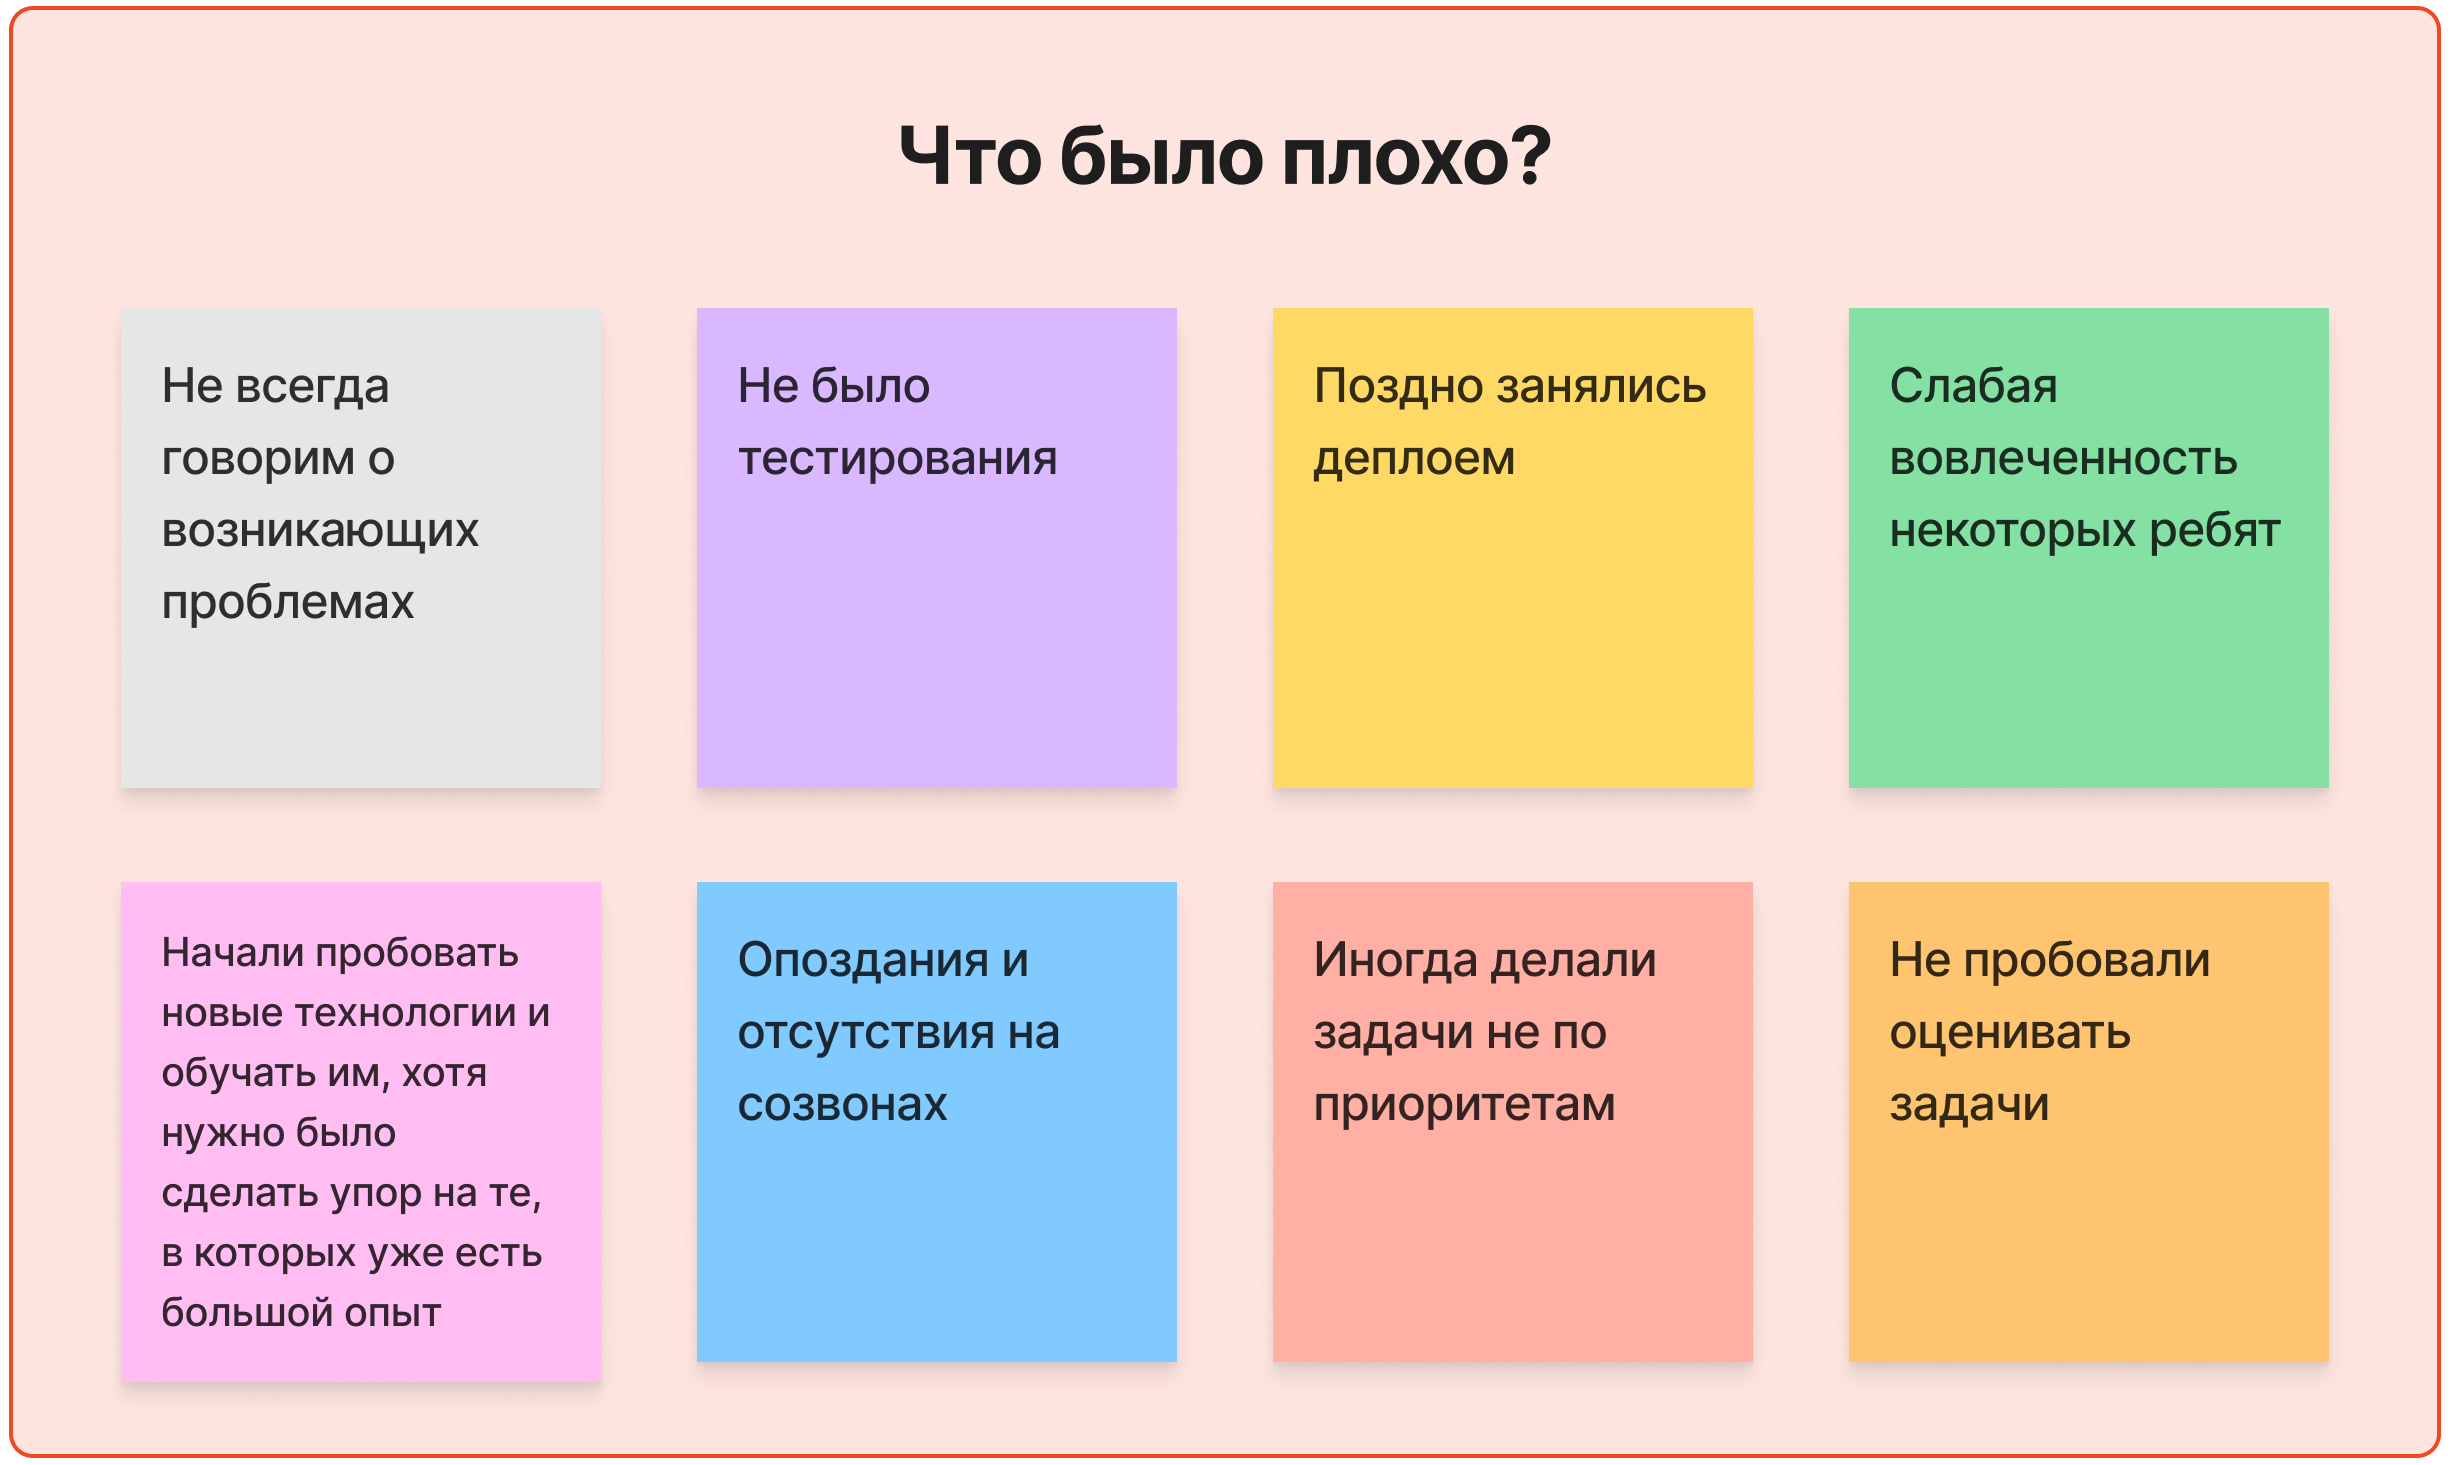 Что было плохо?
Не всегда
говорим о
возникающих
проблемах
Не было
тестирования
Поздно занялись
деплоем
Слабая
вовлеченность
некоторых ребят
Начали пробовать
новые технологии и
обучать им, хотя
нужно было
сделать упор на те,
в которых уже есть
большой опыт
Опоздания и
отсутствия на
созвонах
Иногда делали
задачи не по
приоритетам
Не пробовали
оценивать
задачи